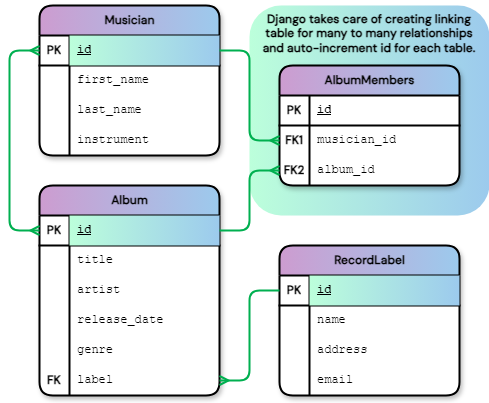 Musician
PK id
first_name
last_name
instrument
Django takes care of creating linking
table for many to many relationships
and auto-increment id for each table.
AlbumMembers
PK id
FK1 musician_id
FK2 album_id
Album
PK id
title
artist
release_date
genre
FK label
RecordLabel
PK id
name
address
email